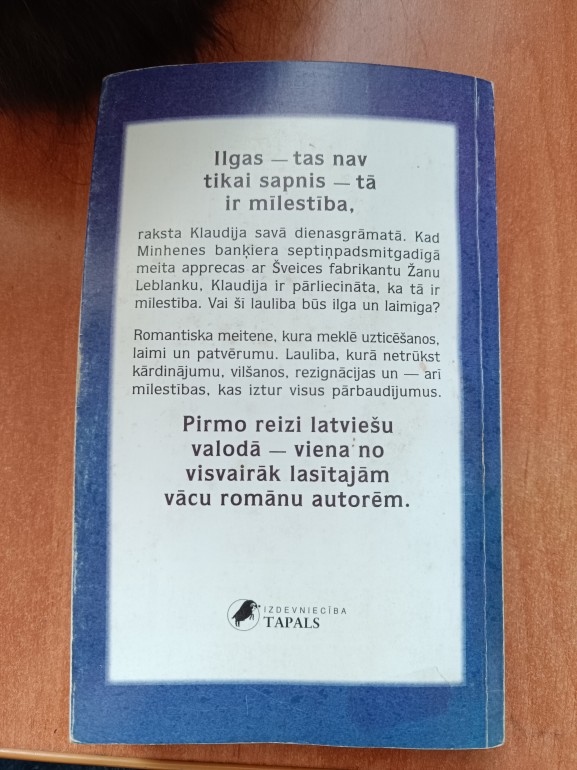 Ilgas — tas nav
tikai sapnis — tā
ir mīlestība,
raksta Klaudija savā dienasgrāmatā. Kad
Minhenes baņķiera septiņpadsmitgadīgā
meita apprecas ar Šveices fabrikantu Žanu
Leblanku, Klaudija ir pārliecināta, ka tā ir
mīlestība. Vai šī laulība būs ilga un laimīga?
Romantiska meitene, kura meklē uzticēšanos,
laimi un patvērumu. Laulība, kurā netrūkst
kārdinājumu, vilšanos, rezignācijas un — arī
mīlestības, kas iztur visus pārbaudījumus.
Pirmo reizi latviešu
valodā — viena no
visvairāk lasītajām
vācu romānu autorēm.
IZDEVNIECĪBA
TAPALS